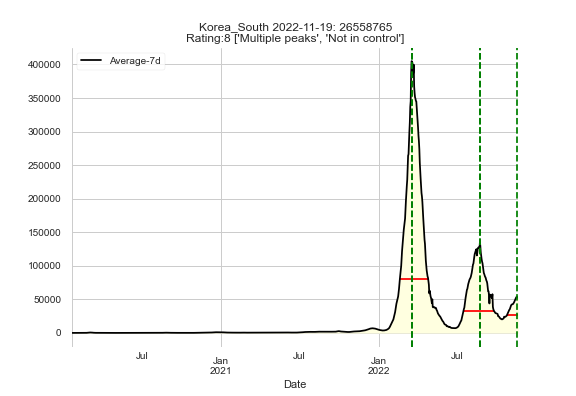 Korea_South 2022-11-19: 26558765
Rating:8 ['Multiple peaks', 'Not in control']
Average-7d
400000
350000
300000
250000
200000
150000
100000
50000
0
Jul
Jan
2021
Jul
Jan
2022
Jul
Date